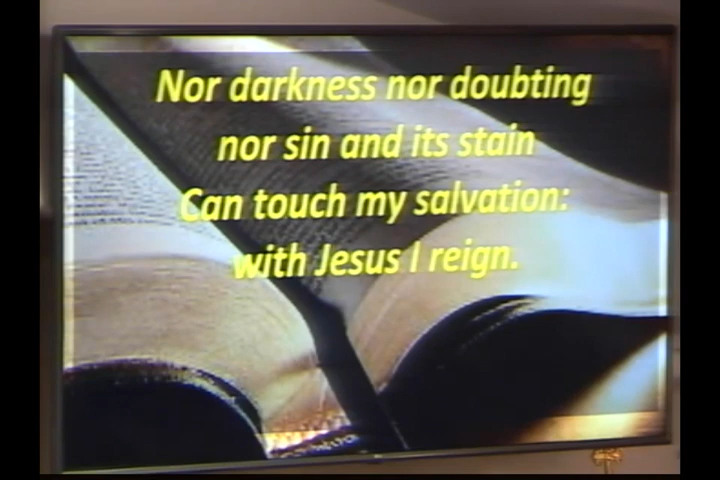 Nor darkness nor doubting
nor sin and its stain
Can touch my salvation:
with Jesus I reign.